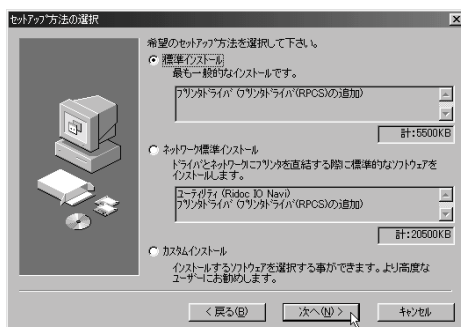 セットアップ方法の選択
希望のセットアップ方法を選択して下さい。
標準インストール
最も一般的なインストールです。
プリンタドライバ (プリンタドライバ(RPCS)の追加)
計:5500KB
ネットワーク標準インストール
ドライバとネットワークにプリンタを直結する際に標準的なソフトウェアを
インストールします。
ユーティリティ (Ridoc IO Navi)
プリンタドライバ (プリンタドライバ(RPCS)の追加)
計:20500KB
カスタムインストール
インストールするソフトウェアを選択する事ができます。より高度な
ユーザーにお勧めします。
< 戻る(B)
次へ(N) >
キャンセル